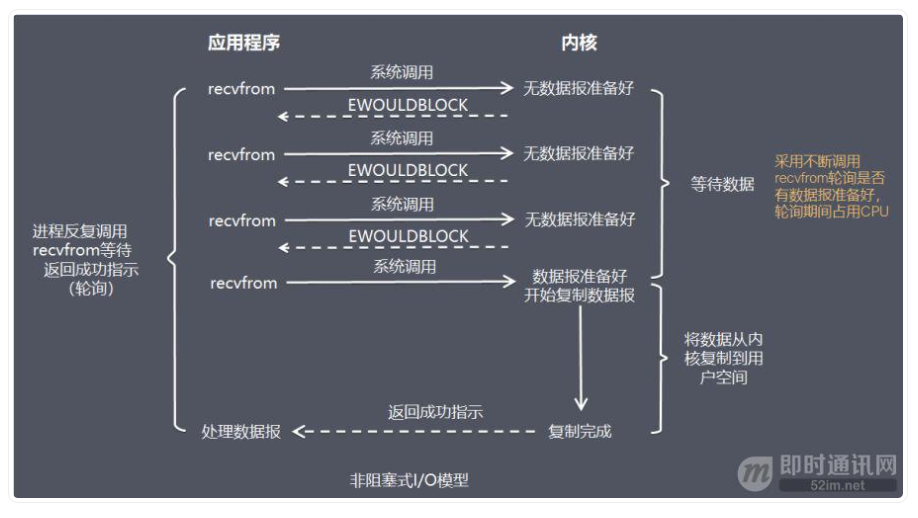 应用程序
内核
recvfrom
系统调用
无数据报准备好
EWOULDBLOCK
recvfrom
系统调用
无数据报准备好
EWOULDBLOCK
recvfrom
系统调用
无数据报准备好
EWOULDBLOCK
recvfrom
系统调用
数据报准备好
开始复制数据报
进程反复调用
recvfrom等待
返回成功指示
（轮询）
等待数据
采用不断调用
recvfrom轮询是否
有数据报准备好，
轮询期间占用CPU
将数据从内
核复制到用
户空间
处理数据报
返回成功指示
复制完成
非阻塞式I/O模型
即时通讯网
52im.net